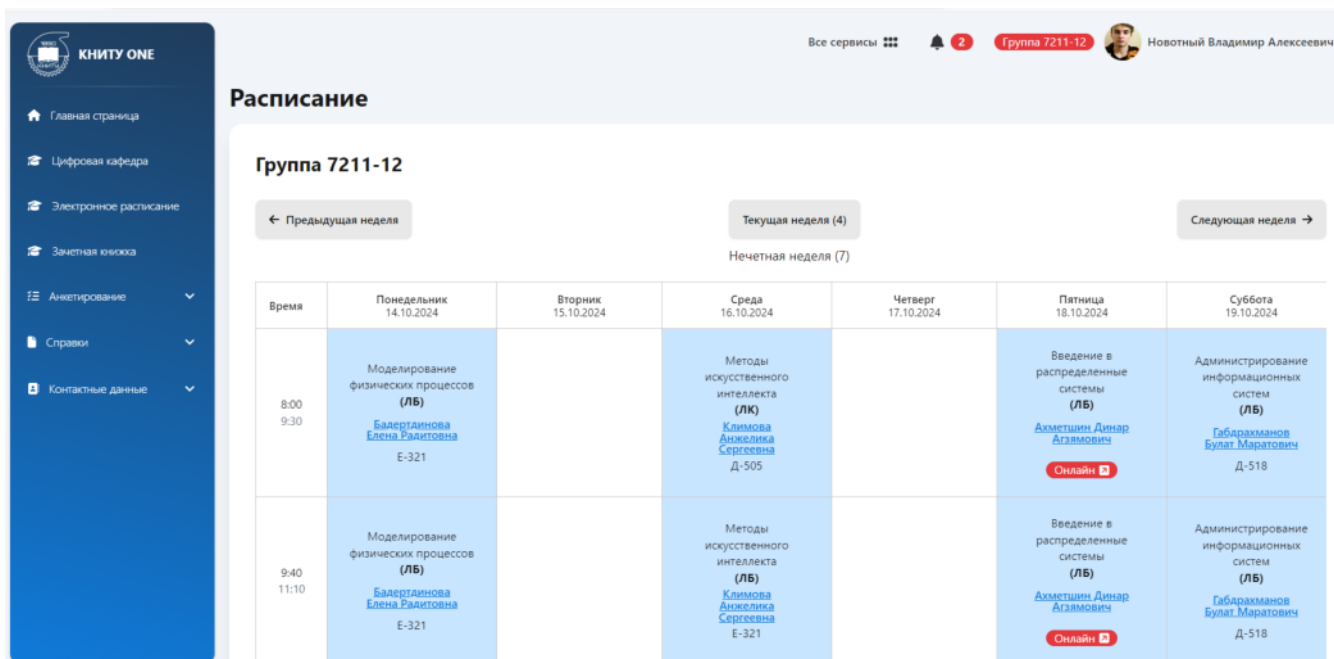 КНИТУ ONE
Все сервисы
2
Группа 7211-12
Новотный Владимир Алексеевич
Главная страница
Цифровая кафедра
Электронное расписание
Зачетная книжка
Анкетирование
Справки
Контактные данные
Расписание
Группа 7211-12
← Предыдущая неделя
Текущая неделя (4)
Следующая неделя →
Нечетная неделя (7)
Время
Понедельник
14.10.2024
Вторник
15.10.2024
Среда
16.10.2024
Четверг
17.10.2024
Пятница
18.10.2024
Суббота
19.10.2024
8:00
9:30
Моделирование
физических процессов
(ЛБ)
Бадертдинова
Елена Радитовна
Е-321
Методы
искусственного
интеллекта
(ЛК)
Климова
Анжелика
Сергеевна
Д-505
Введение в
распределенные
системы
(ЛБ)
Ахметшин Динар
Агзямович
Онлайн
Администрирование
информационных
систем
(ЛБ)
Габдрахманов
Булат Маратович
Д-518
9:40
11:10
Моделирование
физических процессов
(ЛБ)
Бадертдинова
Елена Радитовна
Е-321
Методы
искусственного
интеллекта
(ЛБ)
Климова
Анжелика
Сергеевна
Е-321
Введение в
распределенные
системы
(ЛБ)
Ахметшин Динар
Агзямович
Онлайн
Администрирование
информационных
систем
(ЛБ)
Габдрахманов
Булат Маратович
Д-518